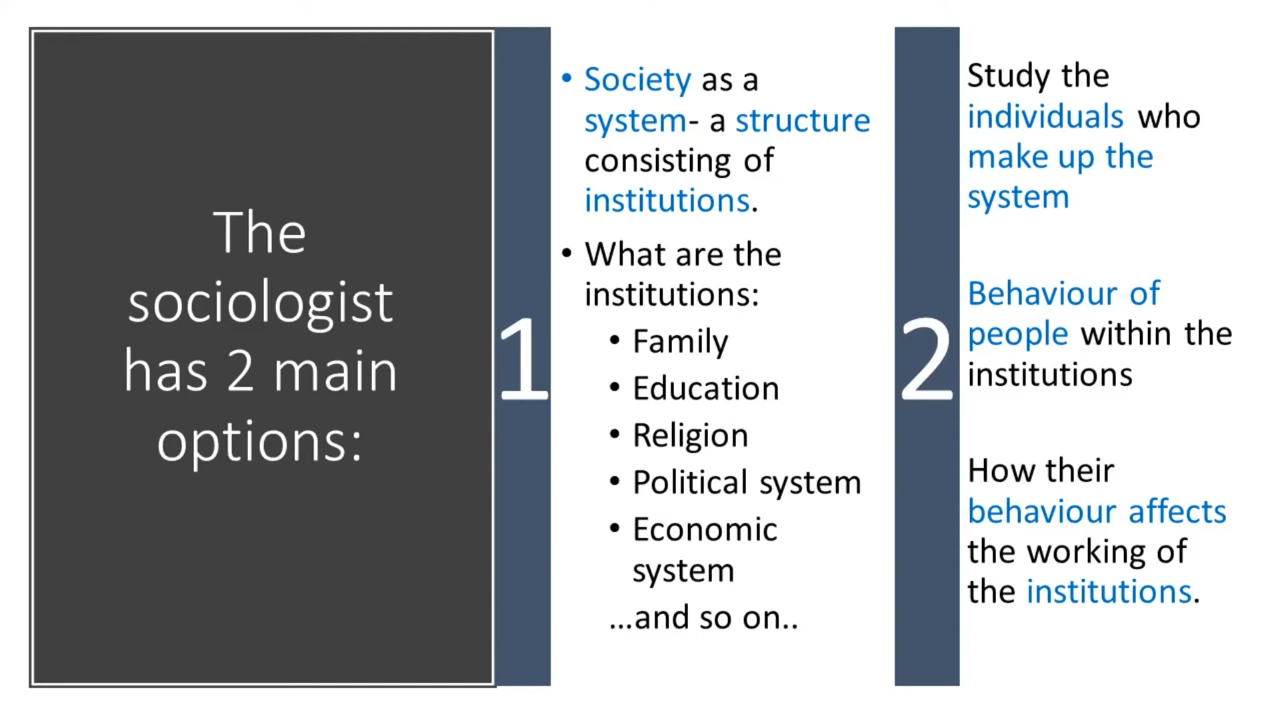 The
sociologist
has 2 main
options:
1
• Society as a
system- a structure
consisting of
institutions.
• What are the
institutions:
• Family
• Education
• Religion
• Political system
• Economic
system
...and so on..
2
Study the
individuals who
make up the
system
Behaviour of
people within the
institutions
How their
behaviour affects
the working of
the institutions.